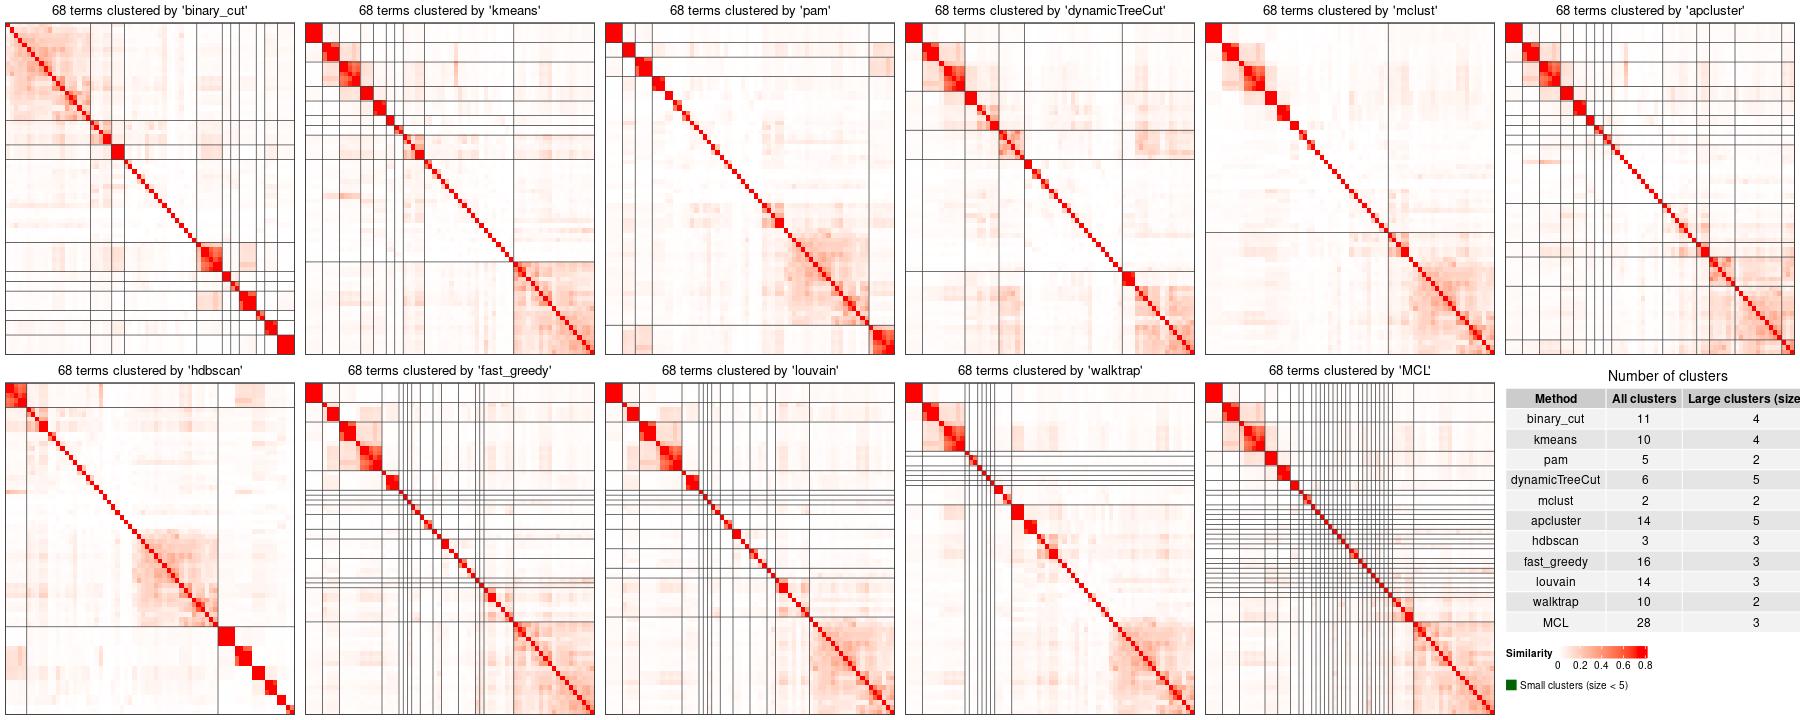 68 terms clustered by 'binary_cut'
68 terms clustered by 'kmeans'
68 terms clustered by 'pam'
68 terms clustered by 'dynamicTreeCut'
68 terms clustered by 'mclust'
68 terms clustered by 'apcluster'
68 terms clustered by 'hdbscan'
68 terms clustered by 'fast_greedy'
68 terms clustered by 'louvain'
68 terms clustered by 'walktrap'
68 terms clustered by 'MCL'
Number of clusters
Method All clusters Large clusters (size
binary_cut 11 4
kmeans 10 4
pam 5 2
dynamicTreeCut 6 5
mclust 2 2
apcluster 14 5
hdbscan 3 3
fast_greedy 16 3
louvain 14 3
walktrap 10 2
MCL 28 3
Similarity
0 0.2 0.4 0.6 0.8
Small clusters (size < 5)